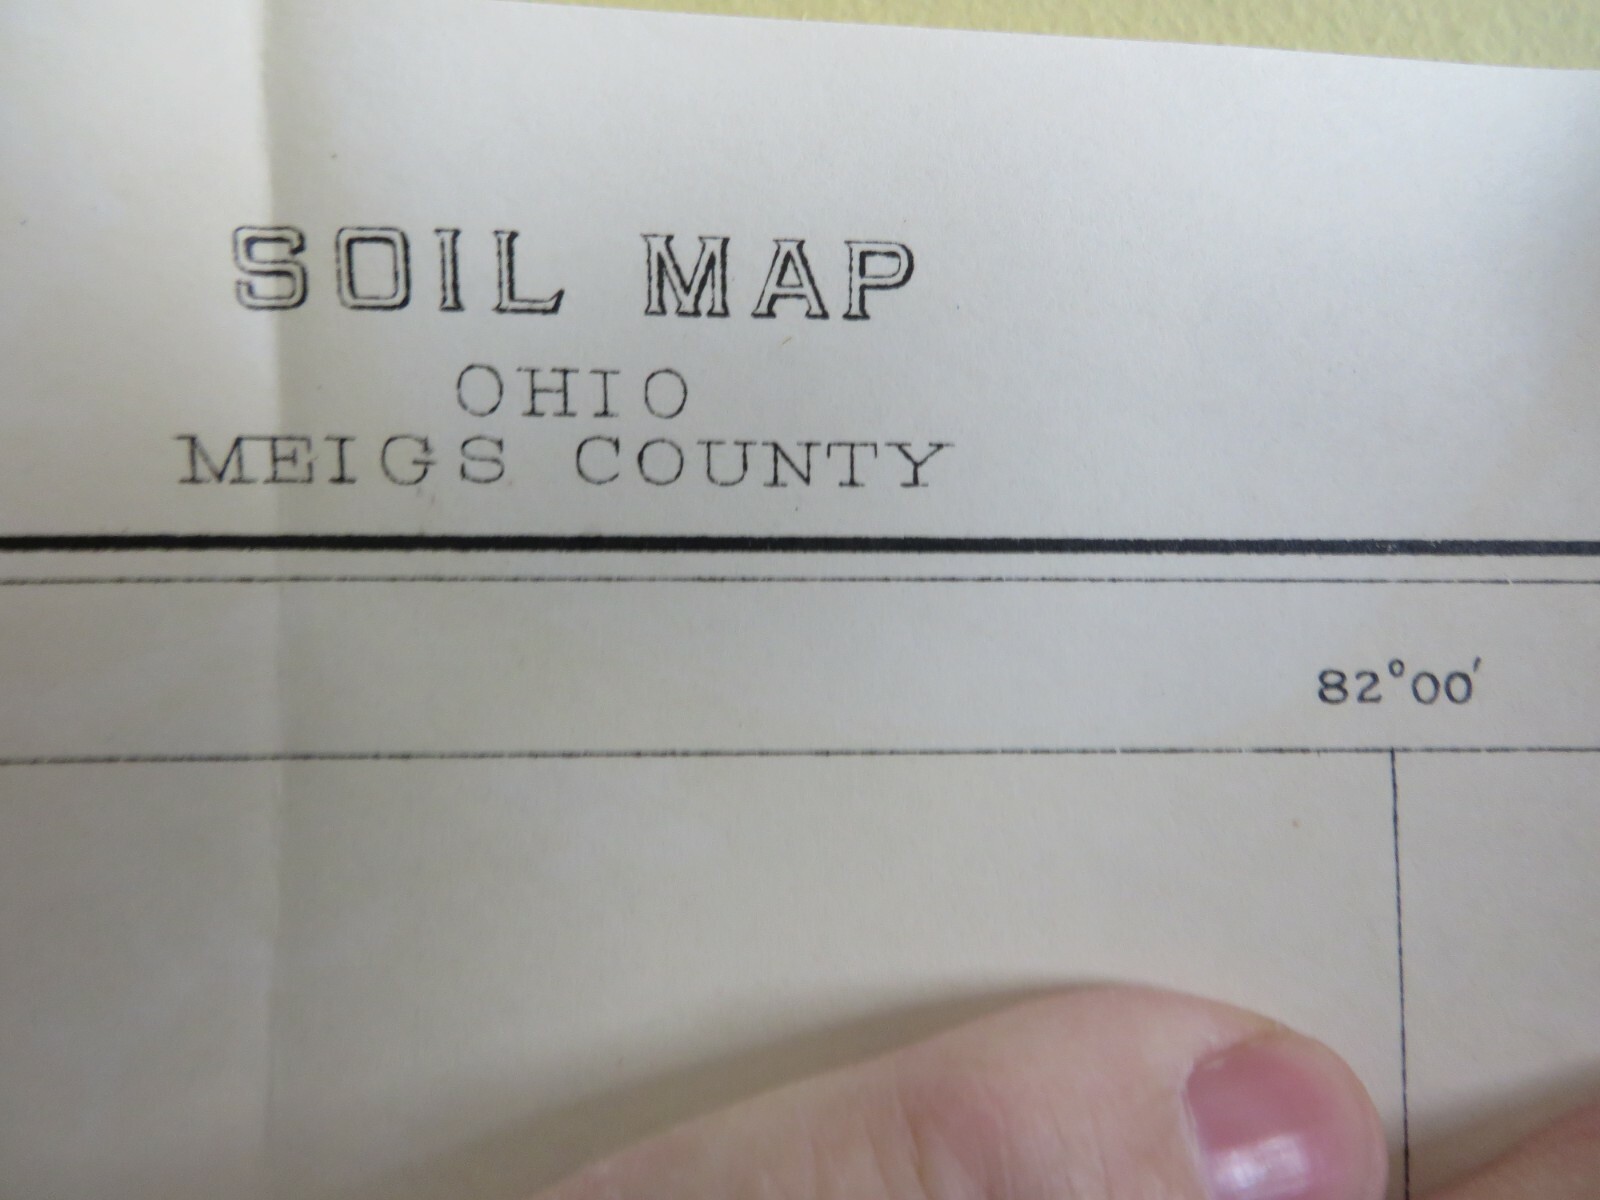 SOIL MAP
OHIO
MEIGS COUNTY
82°00′